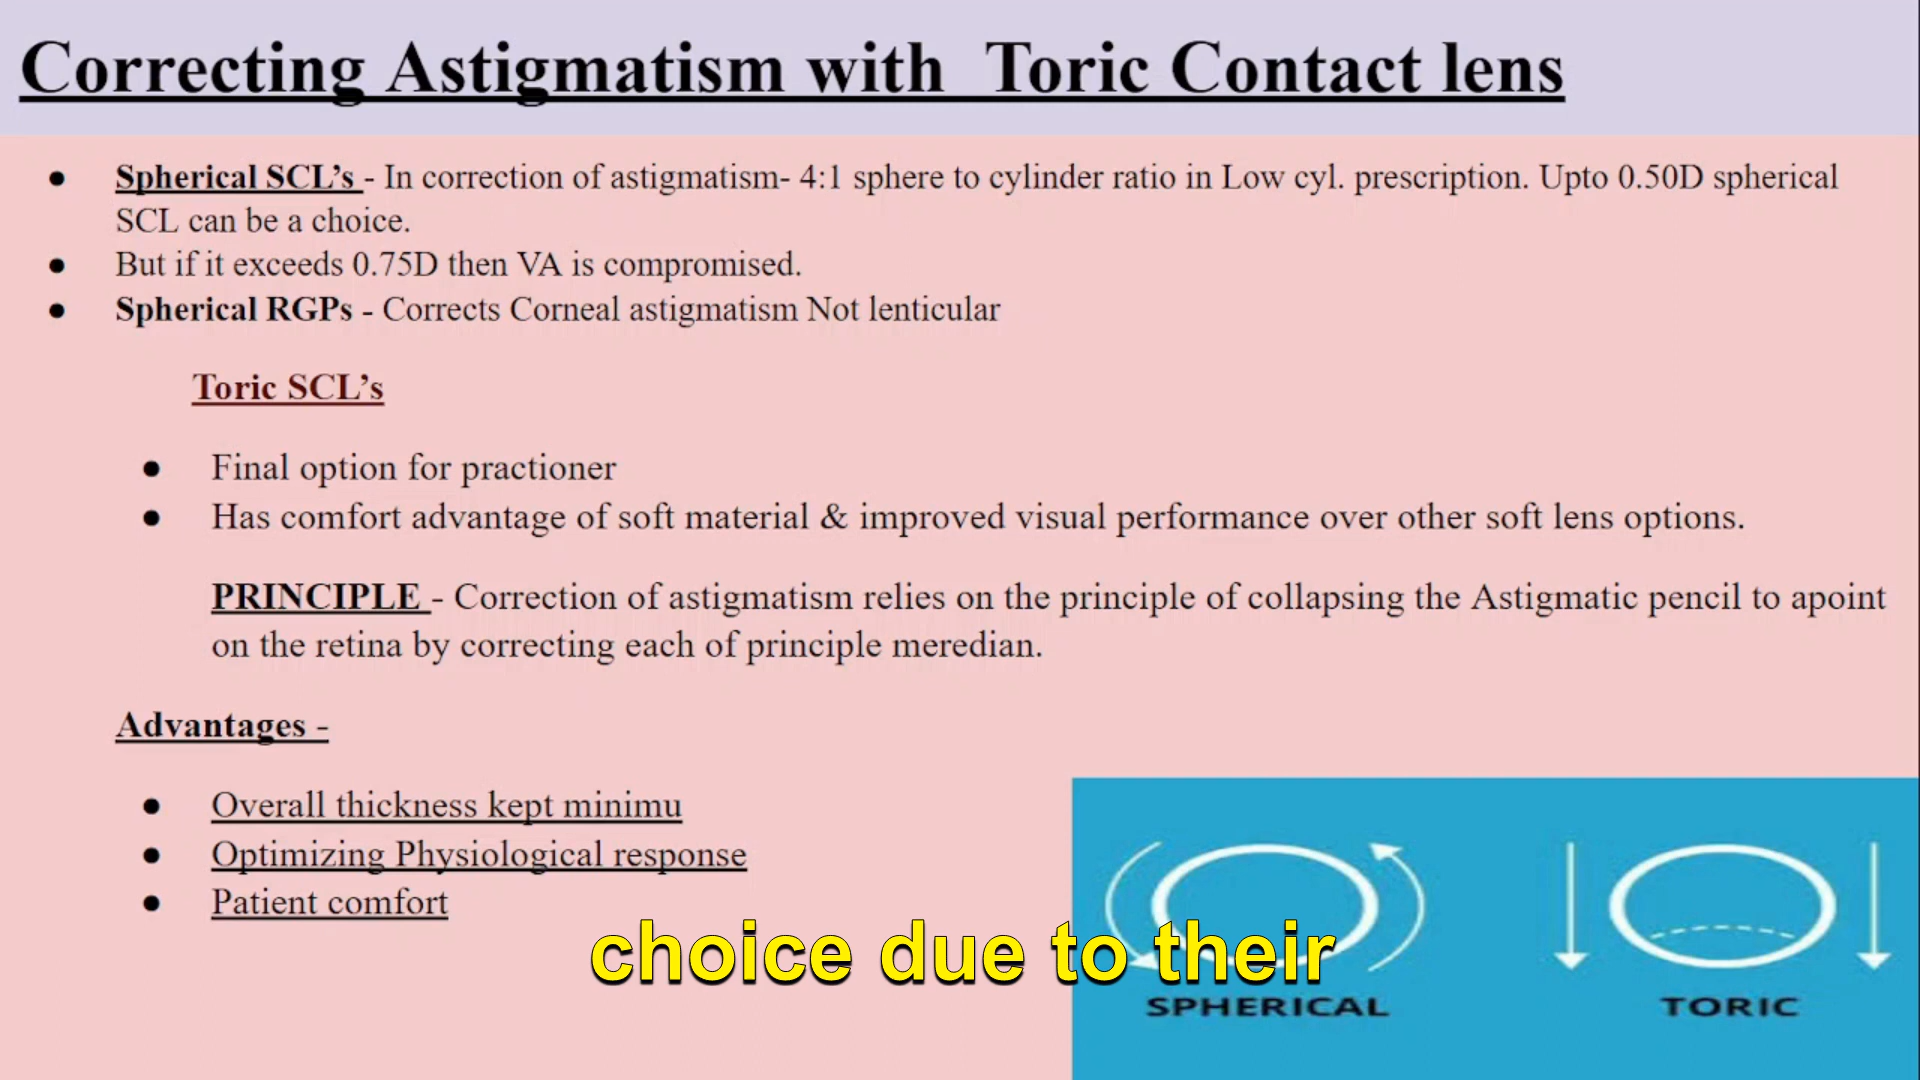 Correcting Astigmatism with Toric Contact lens
● Spherical SCL’s - In correction of astigmatism- 4:1 sphere to cylinder ratio in Low cyl. prescription. Upto 0.50D spherical
SCL can be a choice.
● But if it exceeds 0.75D then VA is compromised.
● Spherical RGPs - Corrects Corneal astigmatism Not lenticular
Toric SCL’s
● Final option for practioner
● Has comfort advantage of soft material & improved visual performance over other soft lens options.
PRINCIPLE - Correction of astigmatism relies on the principle of collapsing the Astigmatic pencil to apoint
on the retina by correcting each of principle meredian.
Advantages -
● Overall thickness kept minimu
● Optimizing Physiological response
● Patient comfort
choice due to their
SPHERICAL
TORIC